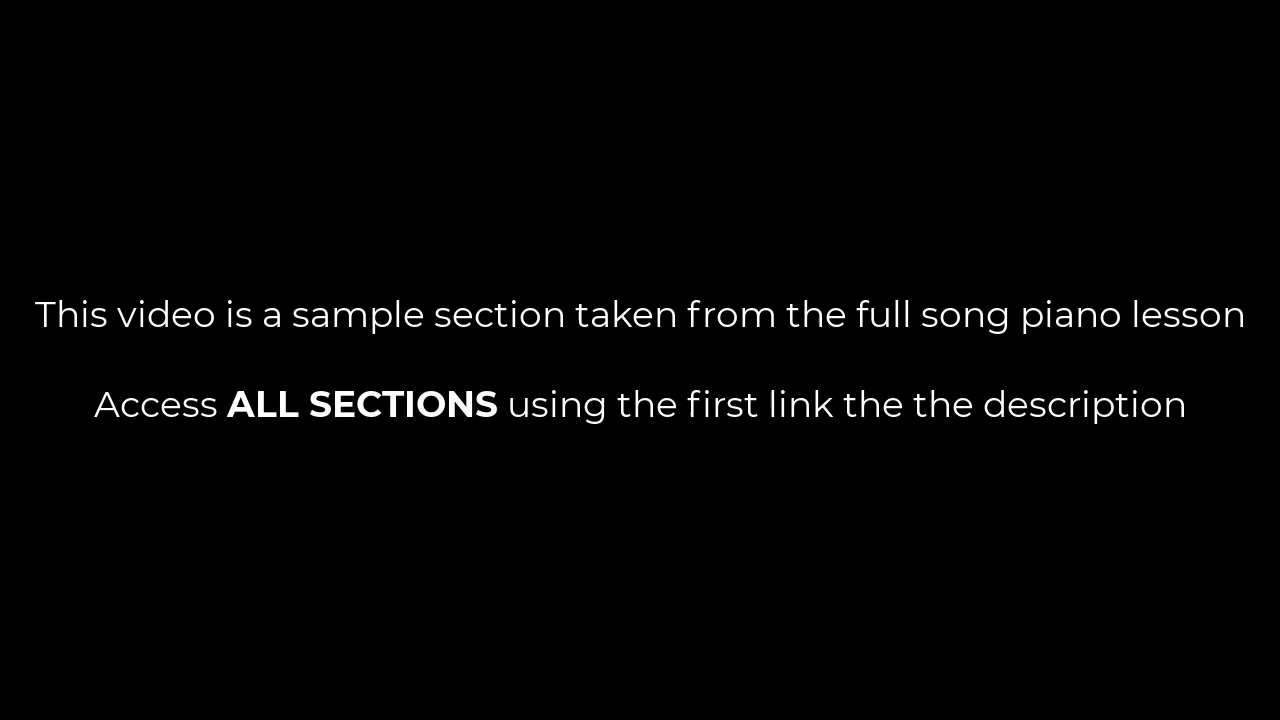 This video is a sample section taken from the full song piano lesson
Access ALL SECTIONS using the first link the the description